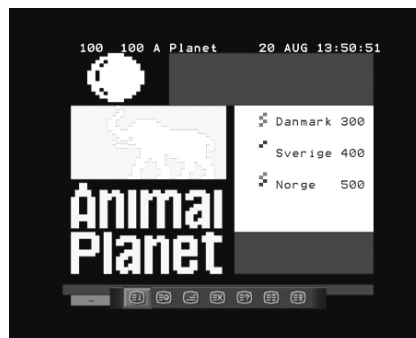 100 100 A Planet 20 AUG 13:50:51
Danmark 300
Sverige 400
Norge 500
Animal
Planet